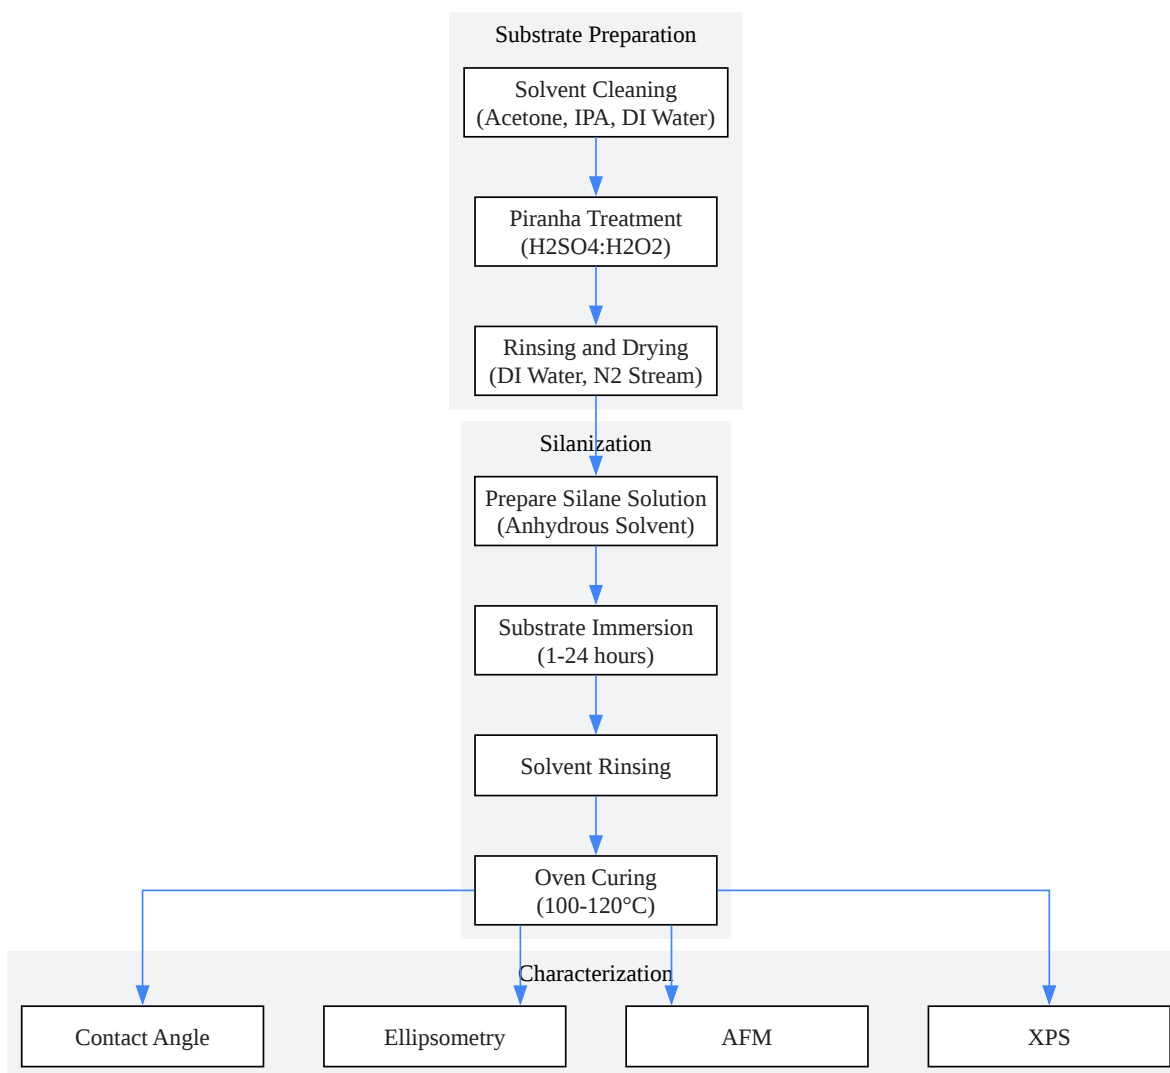 Substrate Preparation
Solvent Cleaning
(Acetone, IPA, DI Water)
Piranha Treatment
(H2SO4:H2O2)
Rinsing and Drying
(DI Water, N2 Stream)
Silanization
Prepare Silane Solution
(Anhydrous Solvent)
Substrate Immersion
(1-24 hours)
Solvent Rinsing
Oven Curing
(100-120°C)
Characterization
Contact Angle
Ellipsometry
AFM
XPS